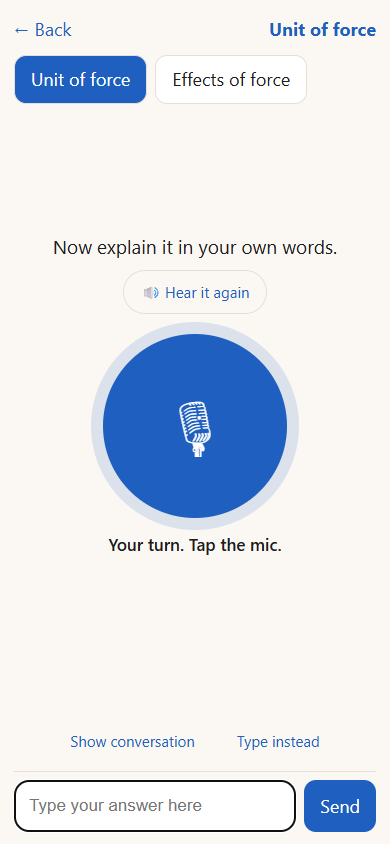 ← Back
Unit of force
Unit of force
Effects of force
Now explain it in your own words.
Hear it again
Your turn. Tap the mic.
Show conversation
Type instead
Type your answer here
Send